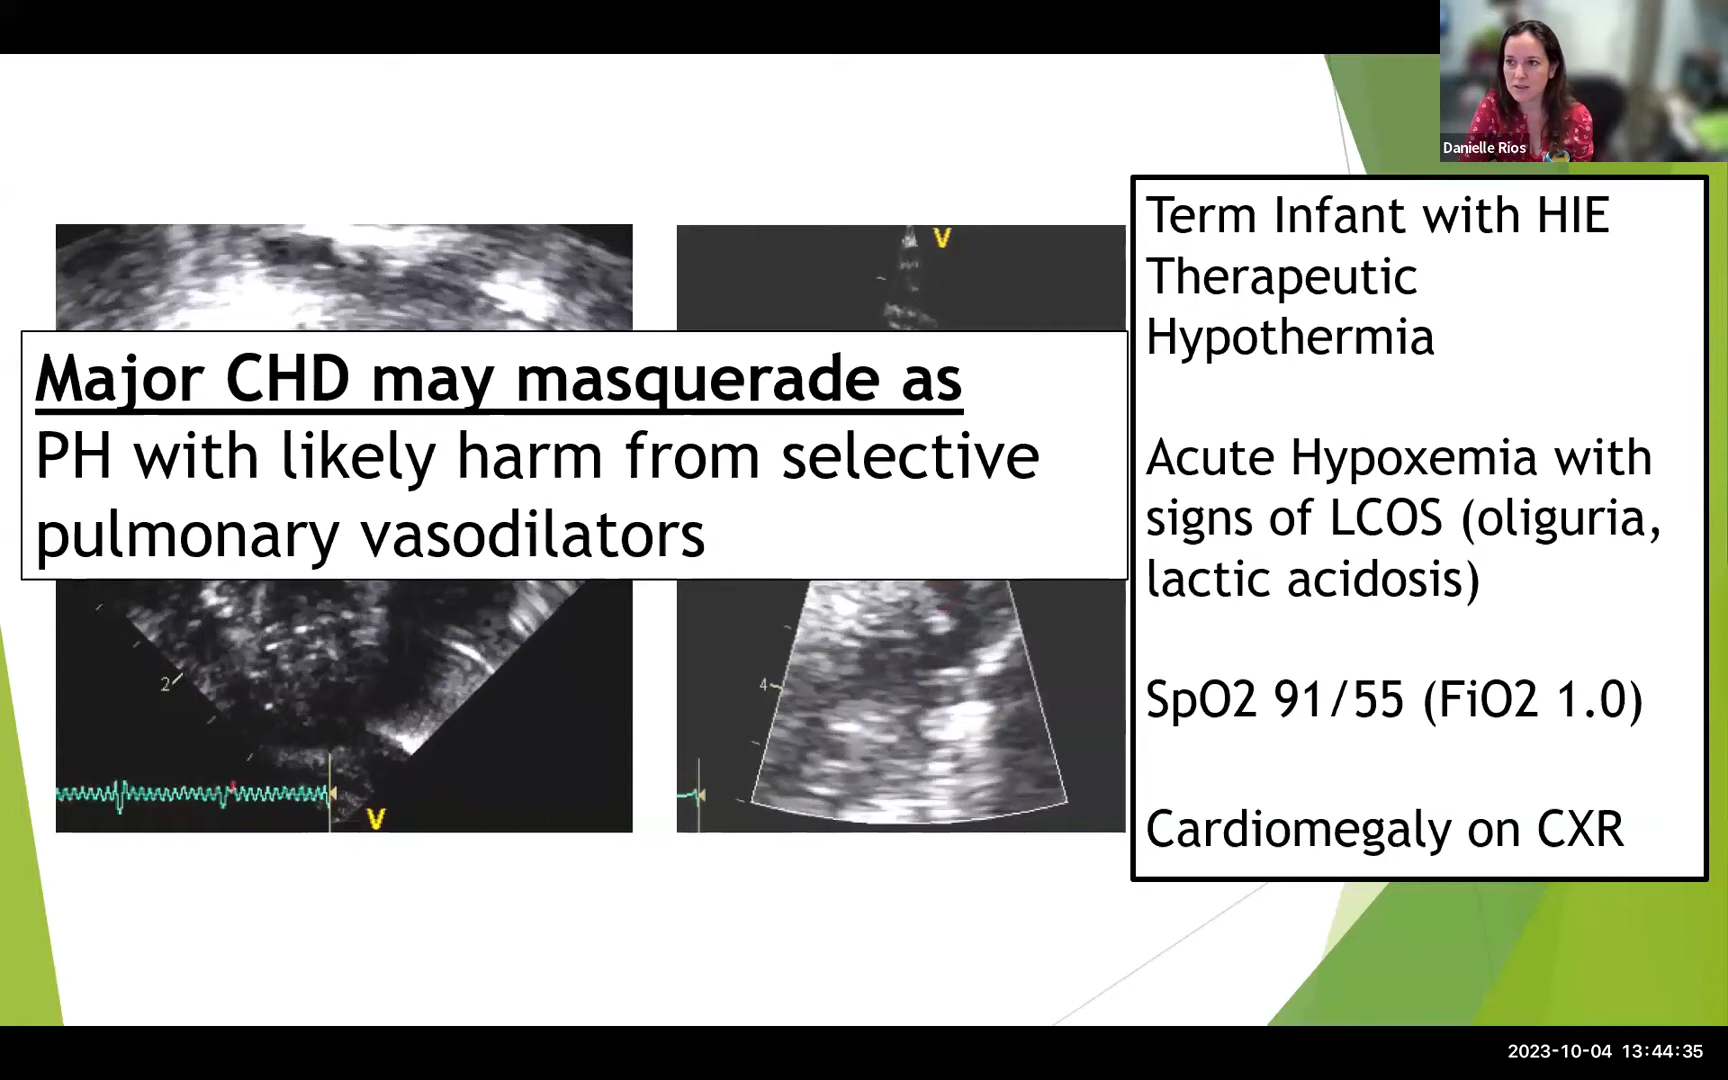 Danielle Rios
V
Major CHD may masquerade as
PH with likely harm from selective
pulmonary vasodilators
2
V
4
Term Infant with HIE
Therapeutic
Hypothermia
Acute Hypoxemia with
signs of LCOS (oliguria,
lactic acidosis)
SpO2 91/55 (FiO2 1.0)
Cardiomegaly on CXR
2023-10-04 13:44:35